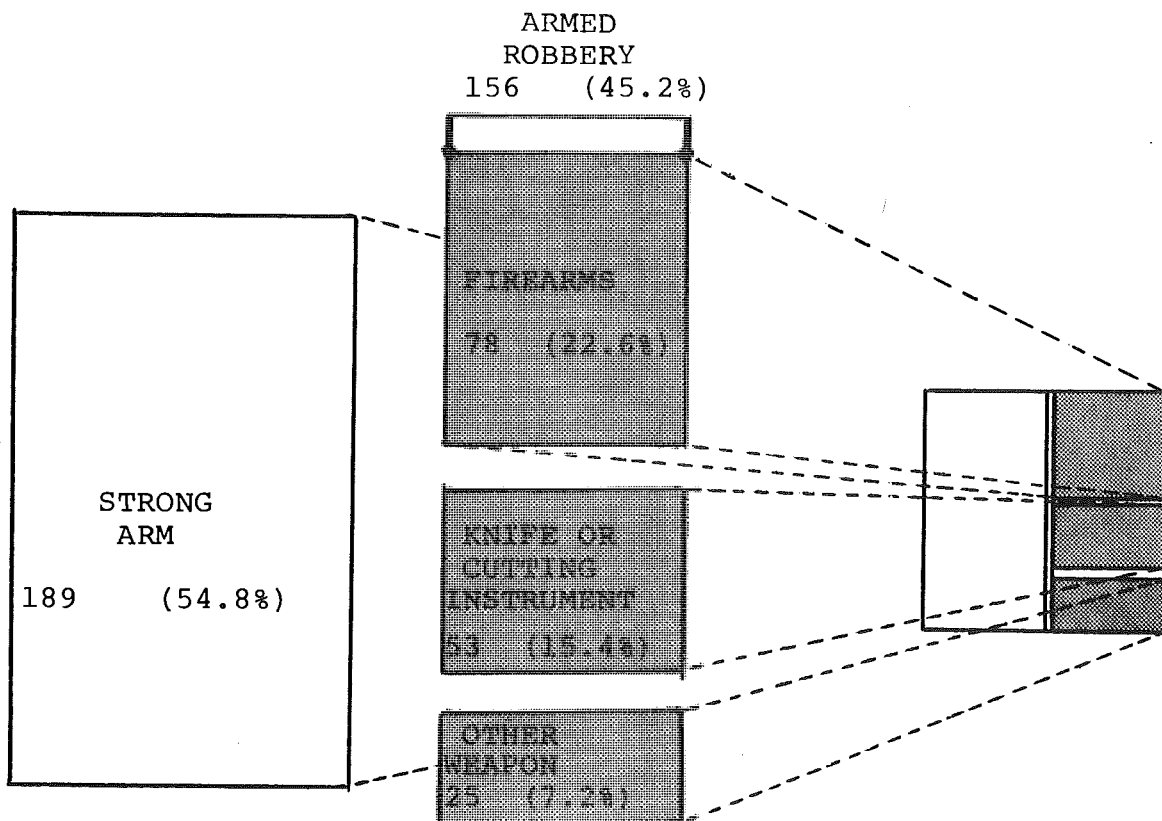 ARMED
ROBBERY
156 (45.2%)
FIREARMS
78 (22.6%)
STRONG
ARM
189 (54.8%)
KNIFE OR
CUTTING
INSTRUMENT
53 (15.4%)
OTHER
WEAPON
25 (7.2%)